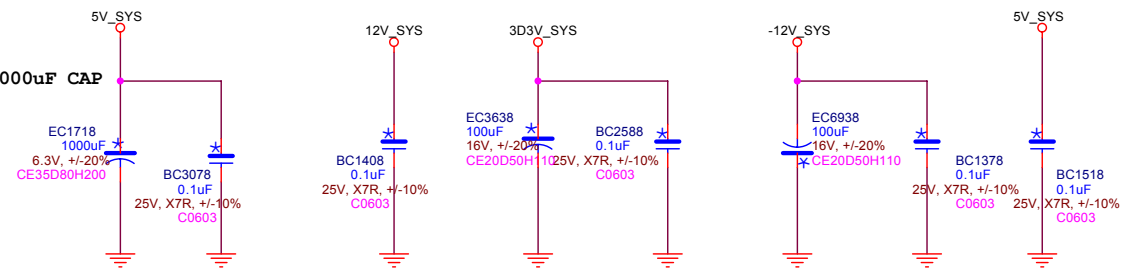 5V_SYS
000uF CAP
EC1718
1000uF
6.3V, +/-20%
CE35D80H200
BC3078
0.1uF
25V, X7R, +/-10%
C0603
12V_SYS
BC1408
0.1uF
25V, X7R, +/-10%
C0603
3D3V_SYS
EC3638
100uF
16V, +/-20%
CE20D50H110
BC2588
0.1uF
25V, X7R, +/-10%
C0603
-12V_SYS
EC6938
100uF
16V, +/-20%
CE20D50H110
BC1378
0.1uF
25V, X7R, +/-10%
C0603
5V_SYS
BC1518
0.1uF
25V, X7R, +/-10%
C0603